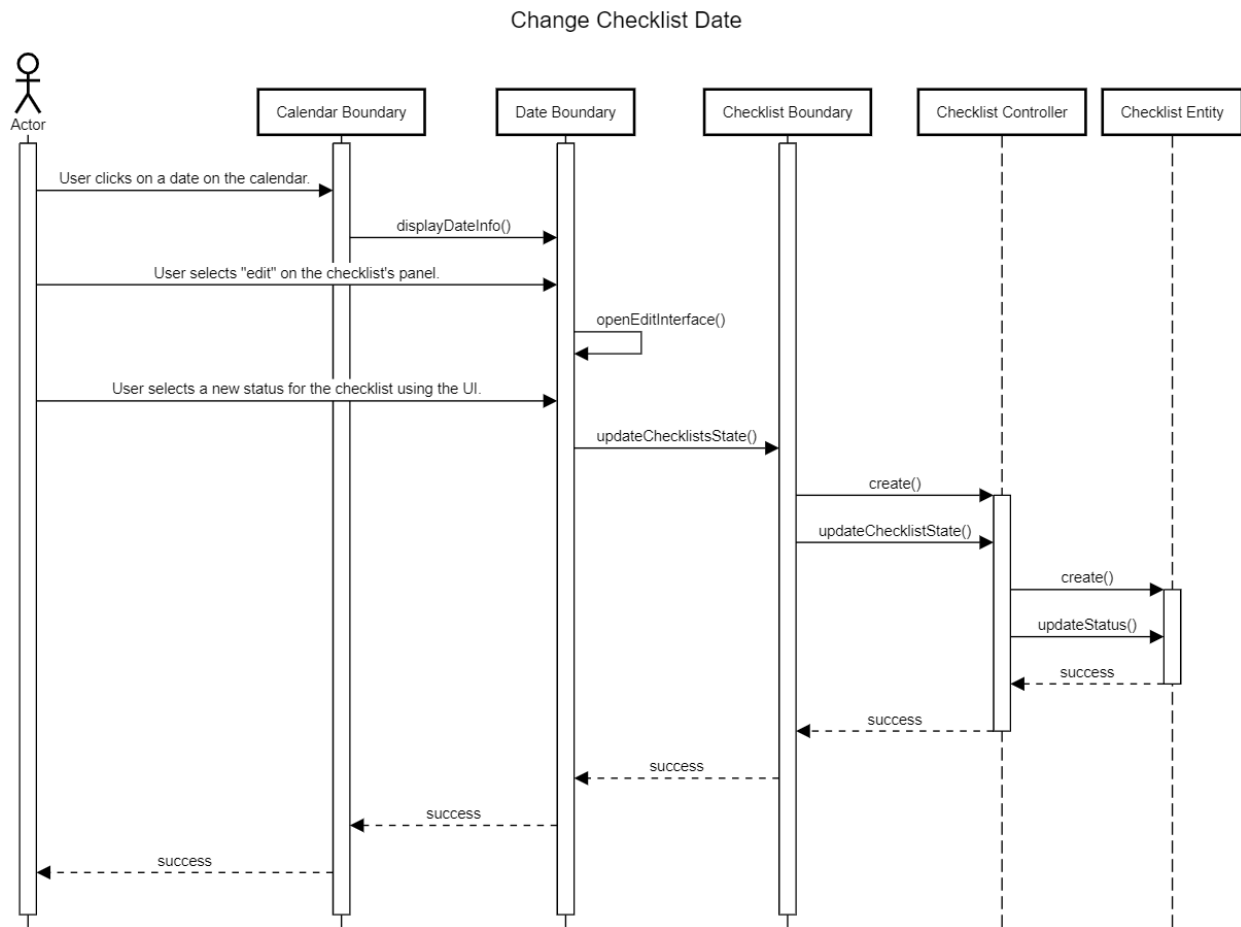 Change Checklist Date
Actor
Calendar Boundary
Date Boundary
Checklist Boundary
Checklist Controller
Checklist Entity
User clicks on a date on the calendar.
displayDateInfo()
User selects "edit" on the checklist's panel.
openEditInterface()
User selects a new status for the checklist using the UI.
updateChecklistsState()
create()
updateChecklistState()
create()
updateStatus()
success
success
success
success
success